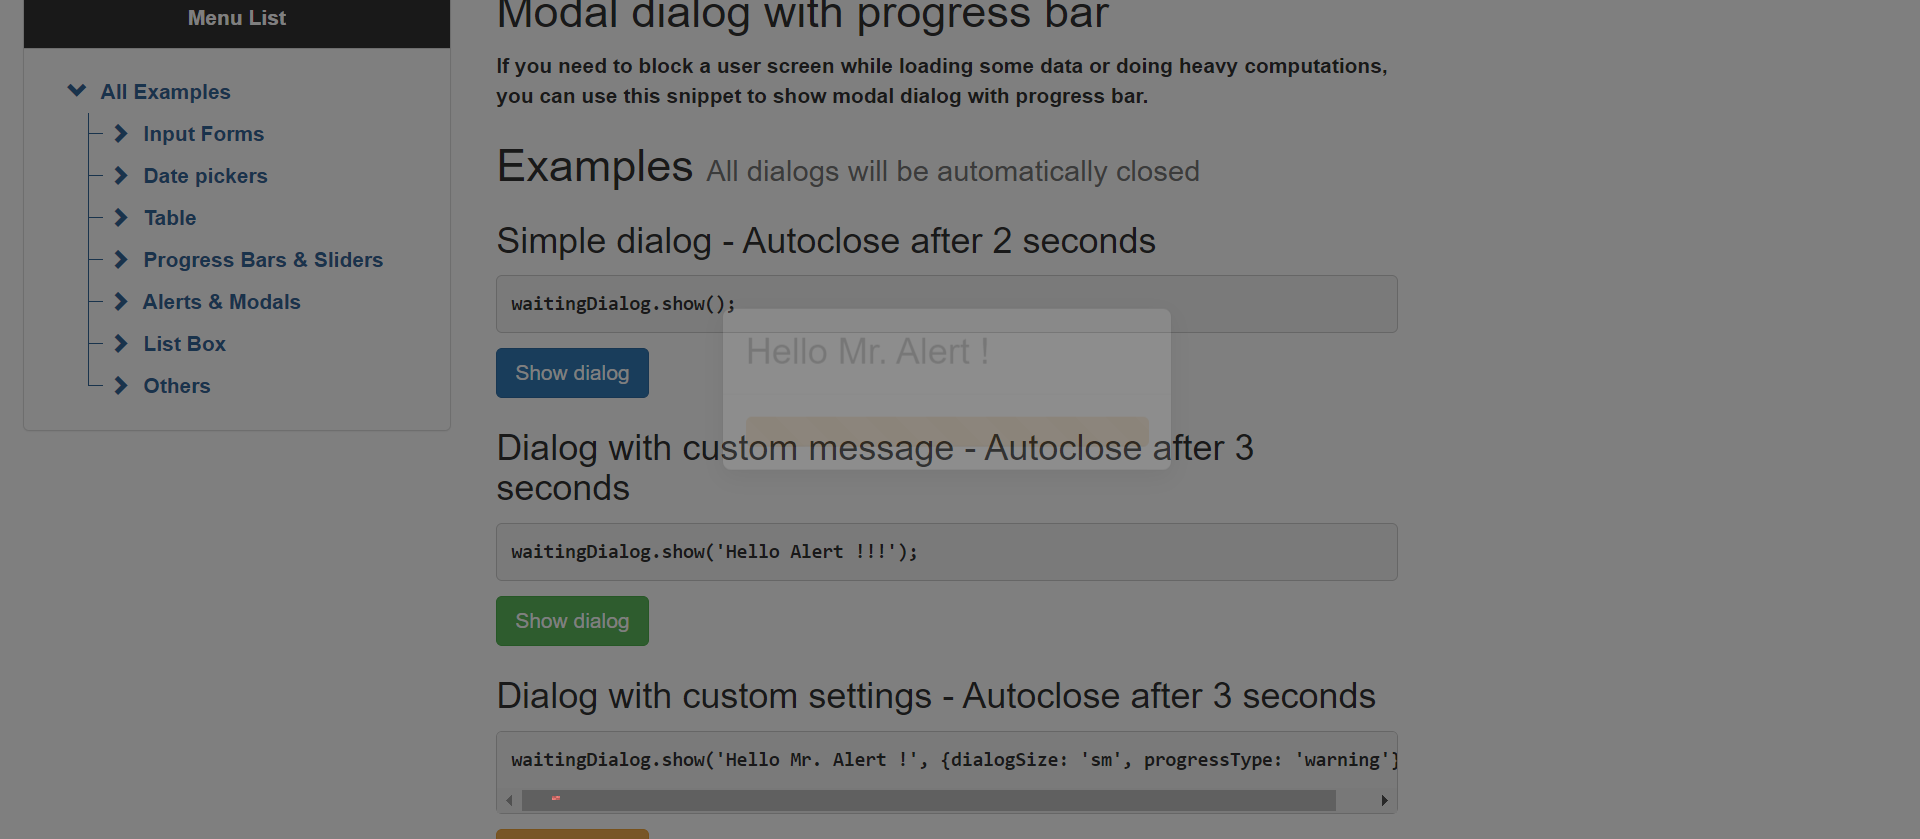 Menu List
All Examples
Input Forms
Date pickers
Table
Progress Bars & Sliders
Alerts & Modals
List Box
Others
Modal dialog with progress bar
If you need to block a user screen while loading some data or doing heavy computations,
you can use this snippet to show modal dialog with progress bar.
Examples All dialogs will be automatically closed
Simple dialog - Autoclose after 2 seconds
waitingDialog.show();
Hello Mr. Alert !
Show dialog
Dialog with custom message - Autoclose after 3
seconds
waitingDialog.show('Hello Alert !!!');
Show dialog
Dialog with custom settings - Autoclose after 3 seconds
waitingDialog.show('Hello Mr. Alert !', {dialogSize: 'sm', progressType: 'warning'}